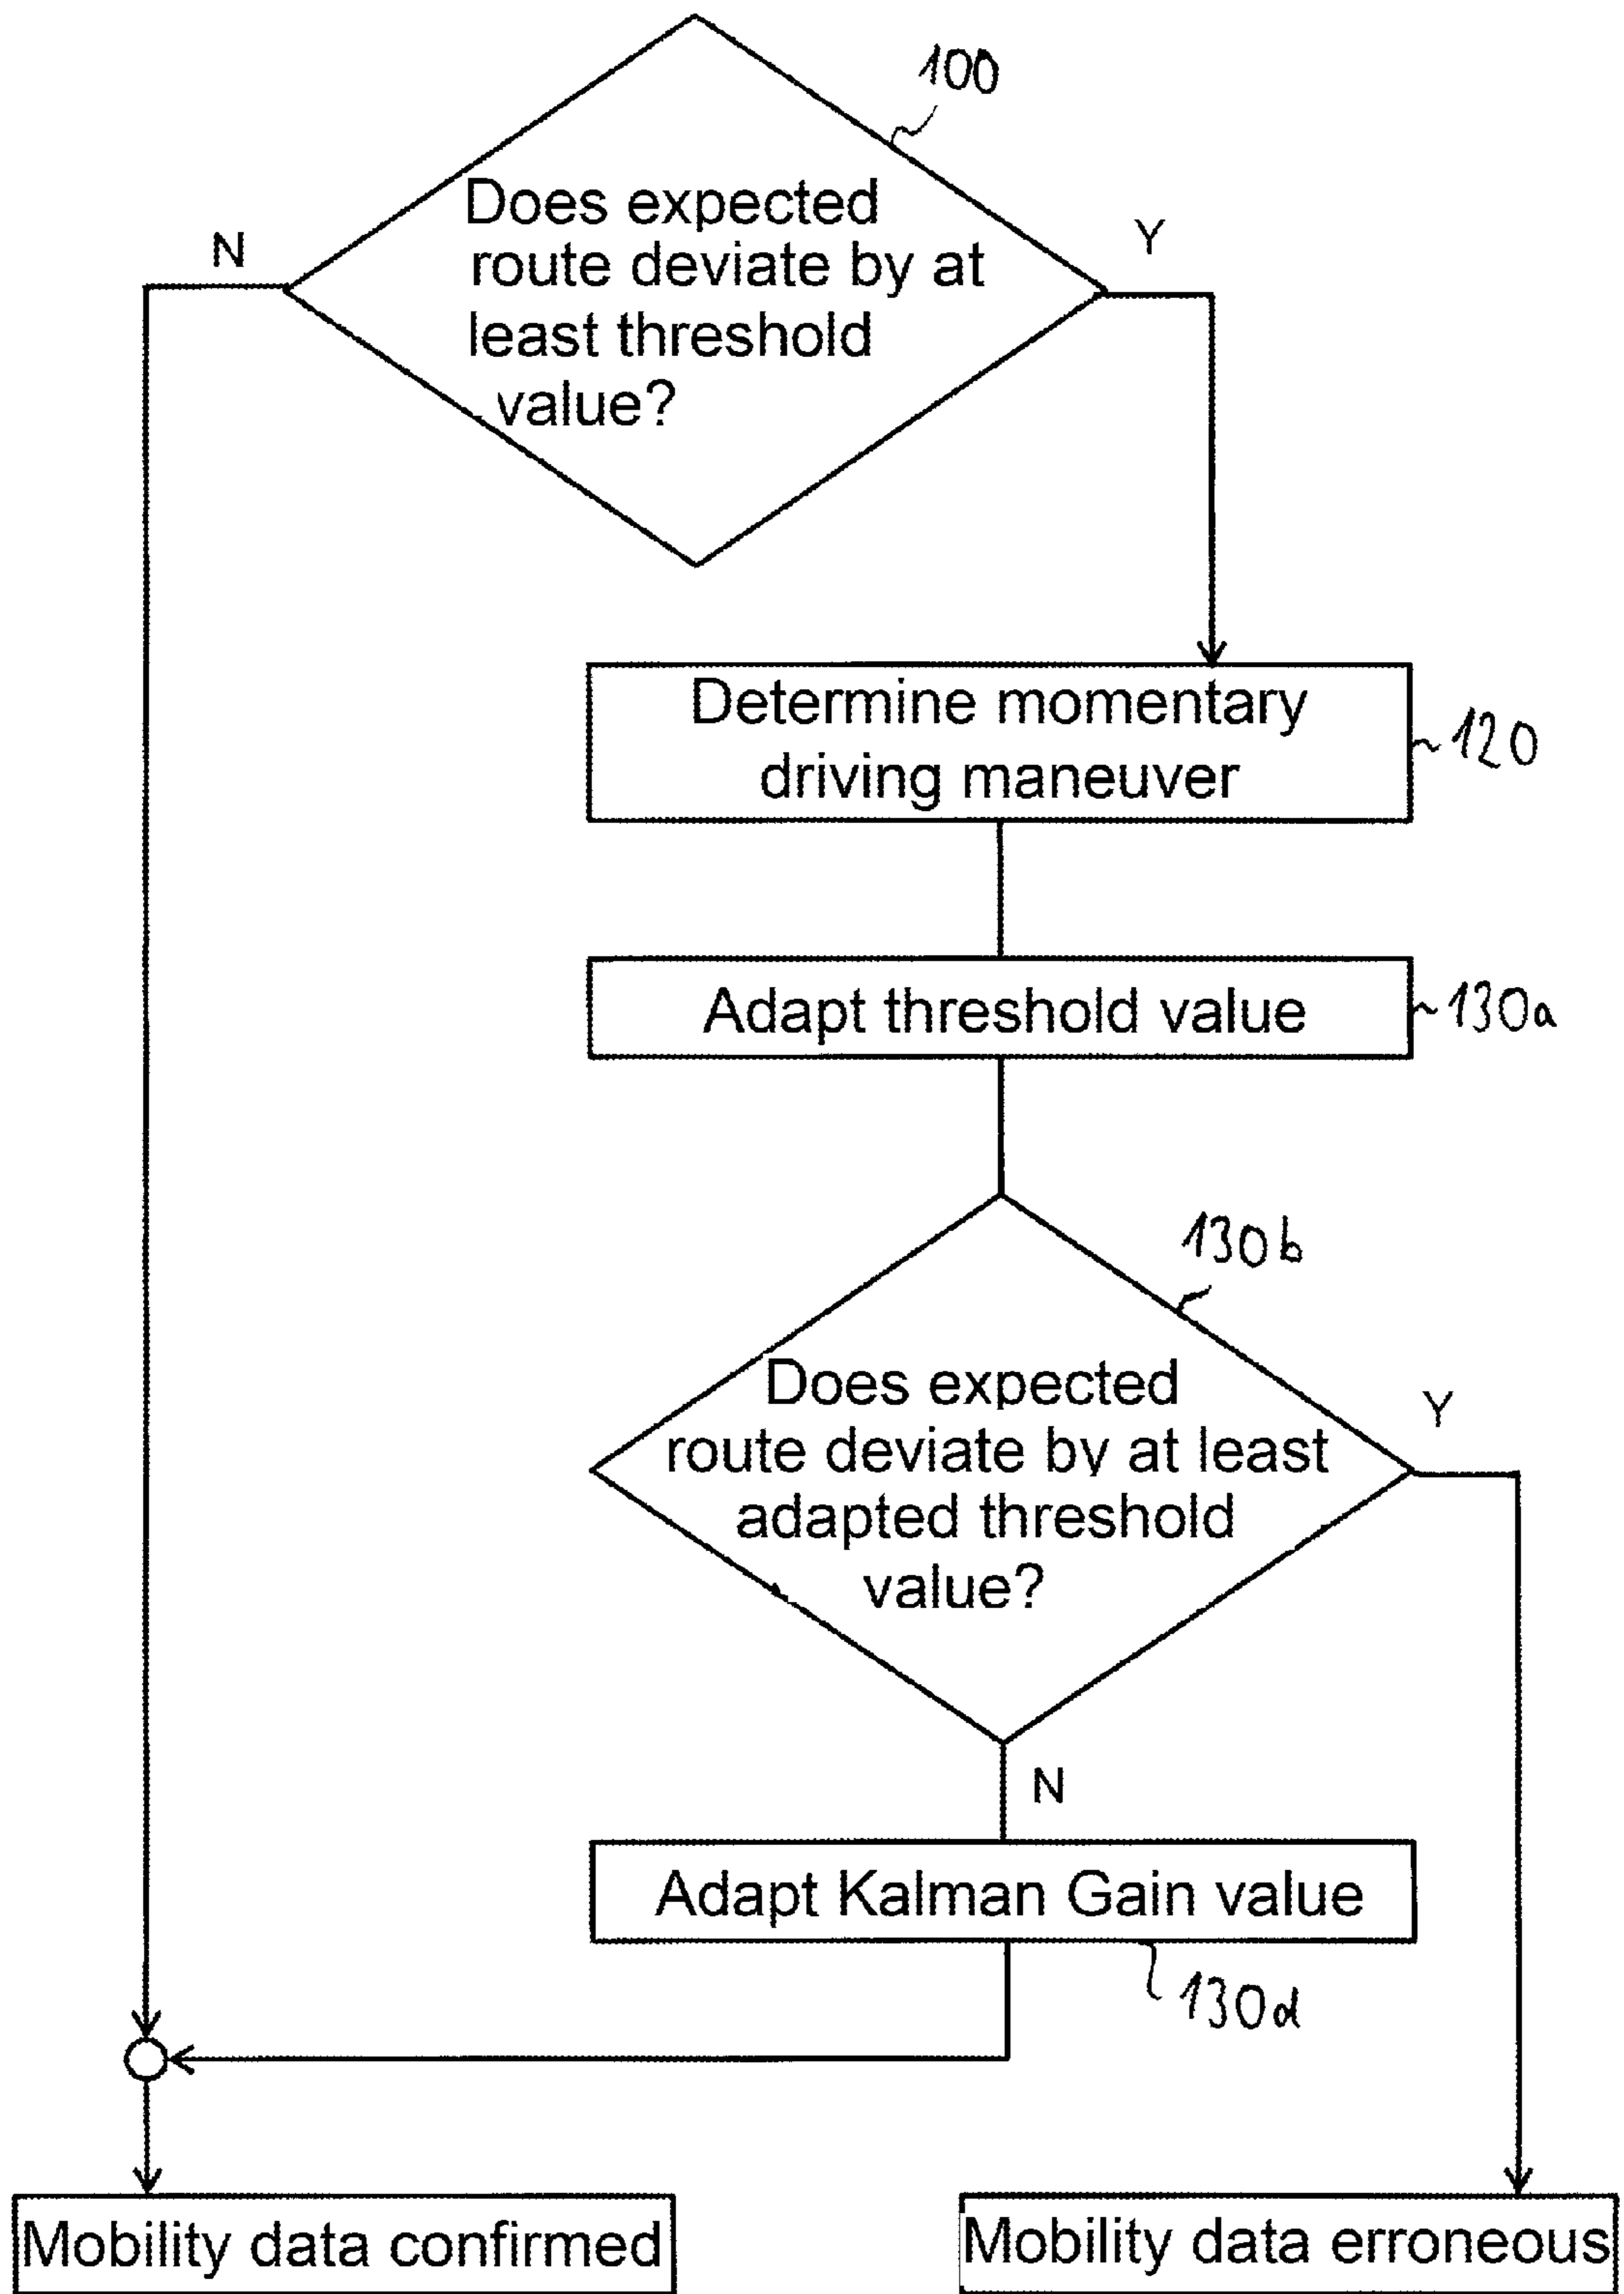 100
Does expected
route deviate by at
least threshold
value?
N
Y
Determine momentary
driving maneuver
120
Adapt threshold value
130a
130b
Does expected
route deviate by at least
adapted threshold
value?
Y
N
Adapt Kalman Gain value
130d
Mobility data confirmed
Mobility data erroneous